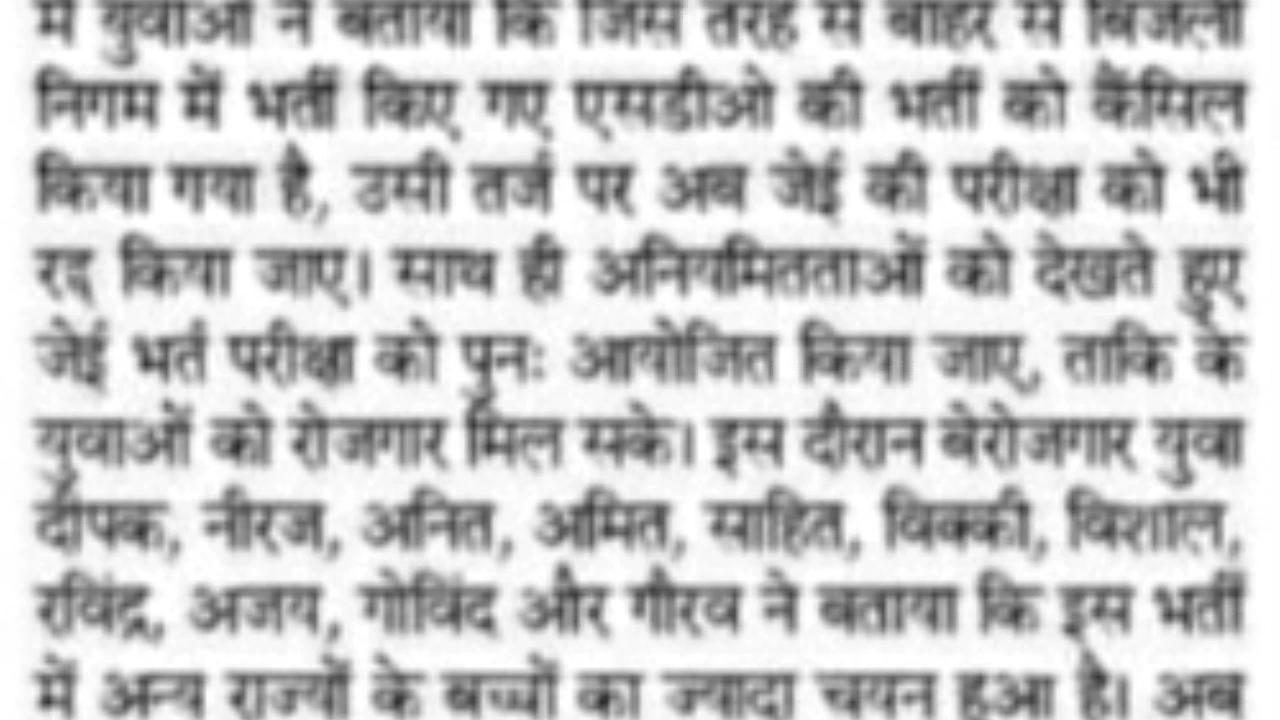 में युवाओं ने बताया कि जिस तरह से बाहर से बिजली
निगम में भर्ती किए गए एसडीओ की भर्ती को कैंसिल
किया गया है, उसी तर्ज पर अब जेई की परीक्षा को भी
रद्द किया जाए। साथ ही अनियमितताओं को देखते हुए
जेई भर्त परीक्षा को पुनः आयोजित किया जाए, ताकि के
युवाओं को रोजगार मिल सके। इस दौरान बेरोजगार युवा
दीपक, नीरज, अनित, अमित, साहित, विक्की, विशाल,
रविंद्र, अजय, गोविंद और गौरव ने बताया कि इस भर्ती
में अन्य राज्यों के बच्चों का ज्यादा चयन हुआ है। अब